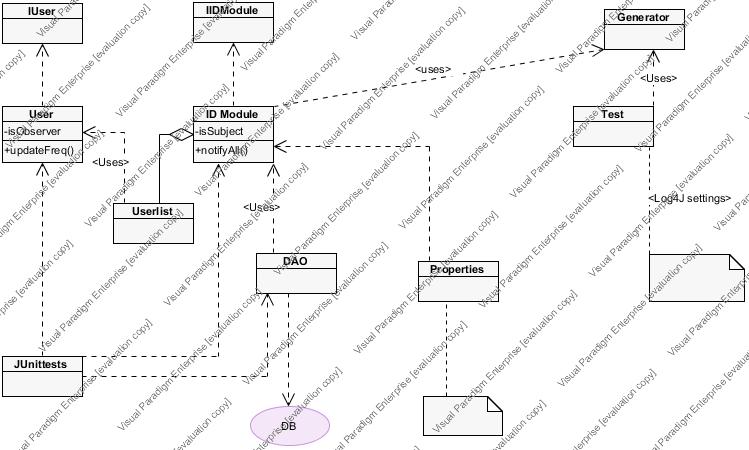 IUser
IIDModule
Generator
<uses>
<Uses>
User
-isObserver
+updateFreq()
ID Module
-isSubject
+notifyAll()
Test
<Uses>
<Log4J settings>
Userlist
<Uses>
DAO
Properties
JUnittests
DB
Visual Paradigm Enterprise [evaluation copy]